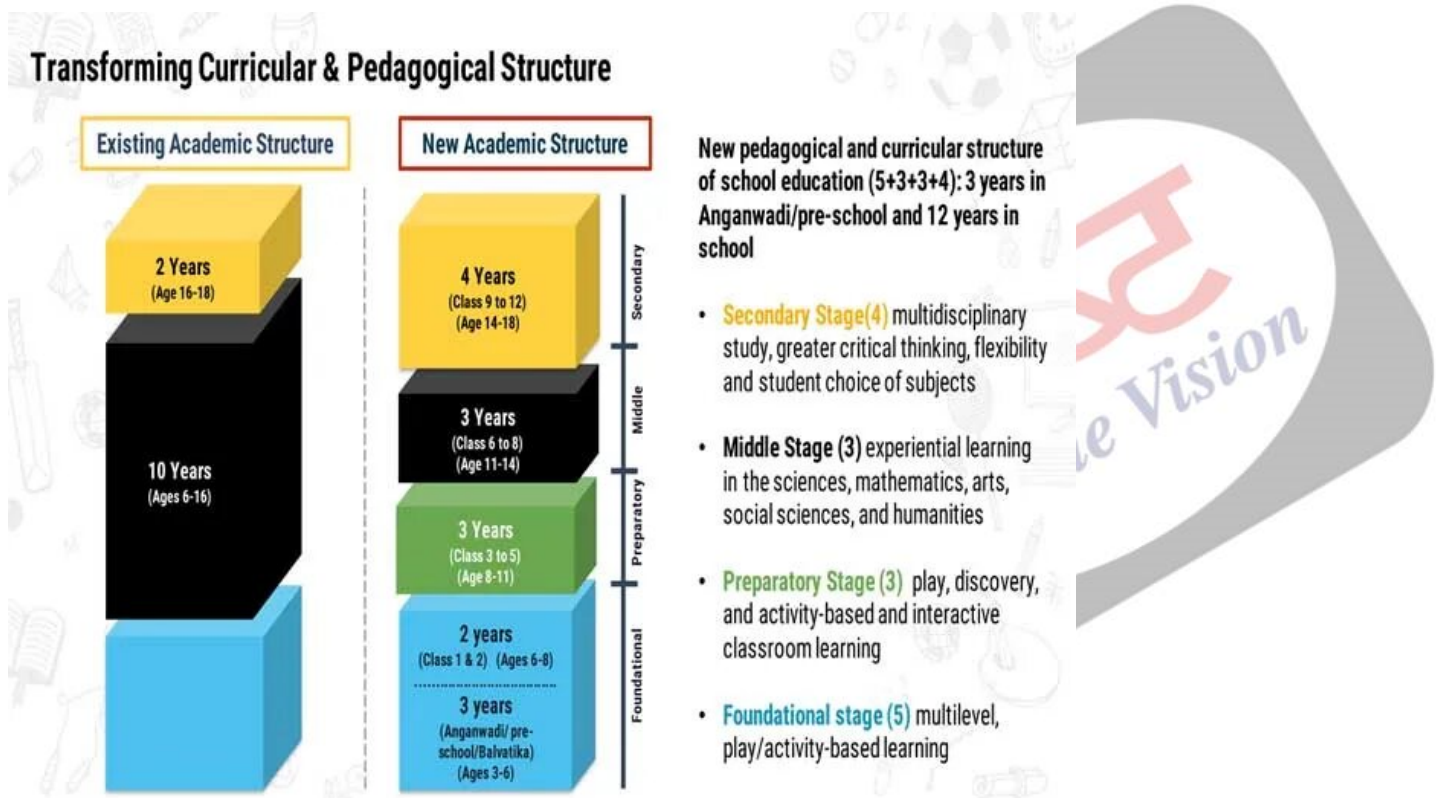 Transforming Curricular & Pedagogical Structure
Existing Academic Structure
2 Years
(Age 16-18)
10 Years
(Ages 6-16)
New Academic Structure
4 Years
(Class 9 to 12)
(Age 14-18)
3 Years
(Class 6 to 8)
(Age 11-14)
3 Years
(Class 3 to 5)
(Age 8-11)
2 years
(Class 1 & 2) (Ages 6-8)
3 years
(Anganwadi/ pre-
school/Balvatika)
(Ages 3-6)
Secondary
Middle
Preparatory
Foundational
New pedagogical and curricular structure
of school education (5+3+3+4): 3 years in
Anganwadi/pre-school and 12 years in
school
• Secondary Stage(4) multidisciplinary
study, greater critical thinking, flexibility
and student choice of subjects
• Middle Stage (3) experiential learning
in the sciences, mathematics, arts,
social sciences, and humanities
• Preparatory Stage (3) play, discovery,
and activity-based and interactive
classroom learning
• Foundational stage (5) multilevel,
play/activity-based learning
Vision